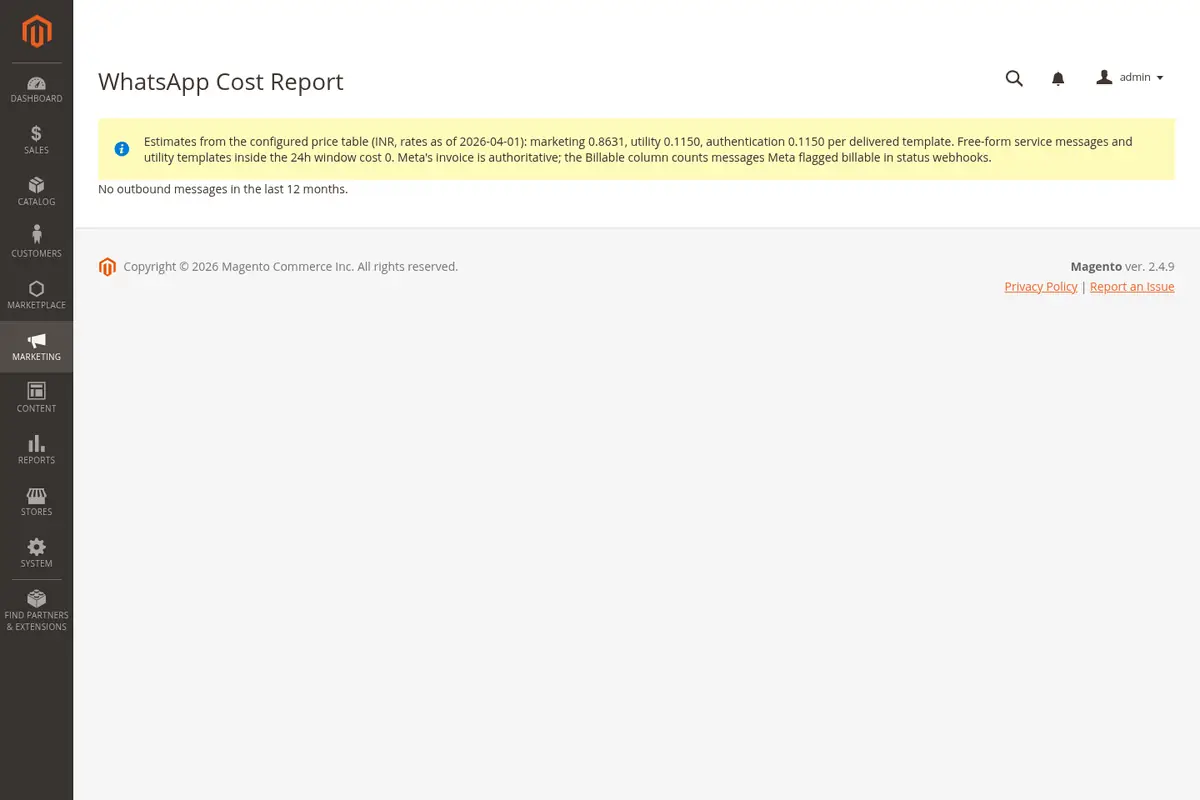 WhatsApp Cost Report
admin
Estimates from the configured price table (INR, rates as of 2026-04-01): marketing 0.8631, utility 0.1150, authentication 0.1150 per delivered template. Free-form service messages and
utility templates inside the 24h window cost 0. Meta's invoice is authoritative; the Billable column counts messages Meta flagged billable in status webhooks.
No outbound messages in the last 12 months.
DASHBOARD
SALES
CATALOG
CUSTOMERS
MARKETPLACE
MARKETING
CONTENT
REPORTS
STORES
SYSTEM
FIND PARTNERS
& EXTENSIONS
Copyright © 2026 Magento Commerce Inc. All rights reserved.
Magento ver. 2.4.9
Privacy Policy | Report an Issue